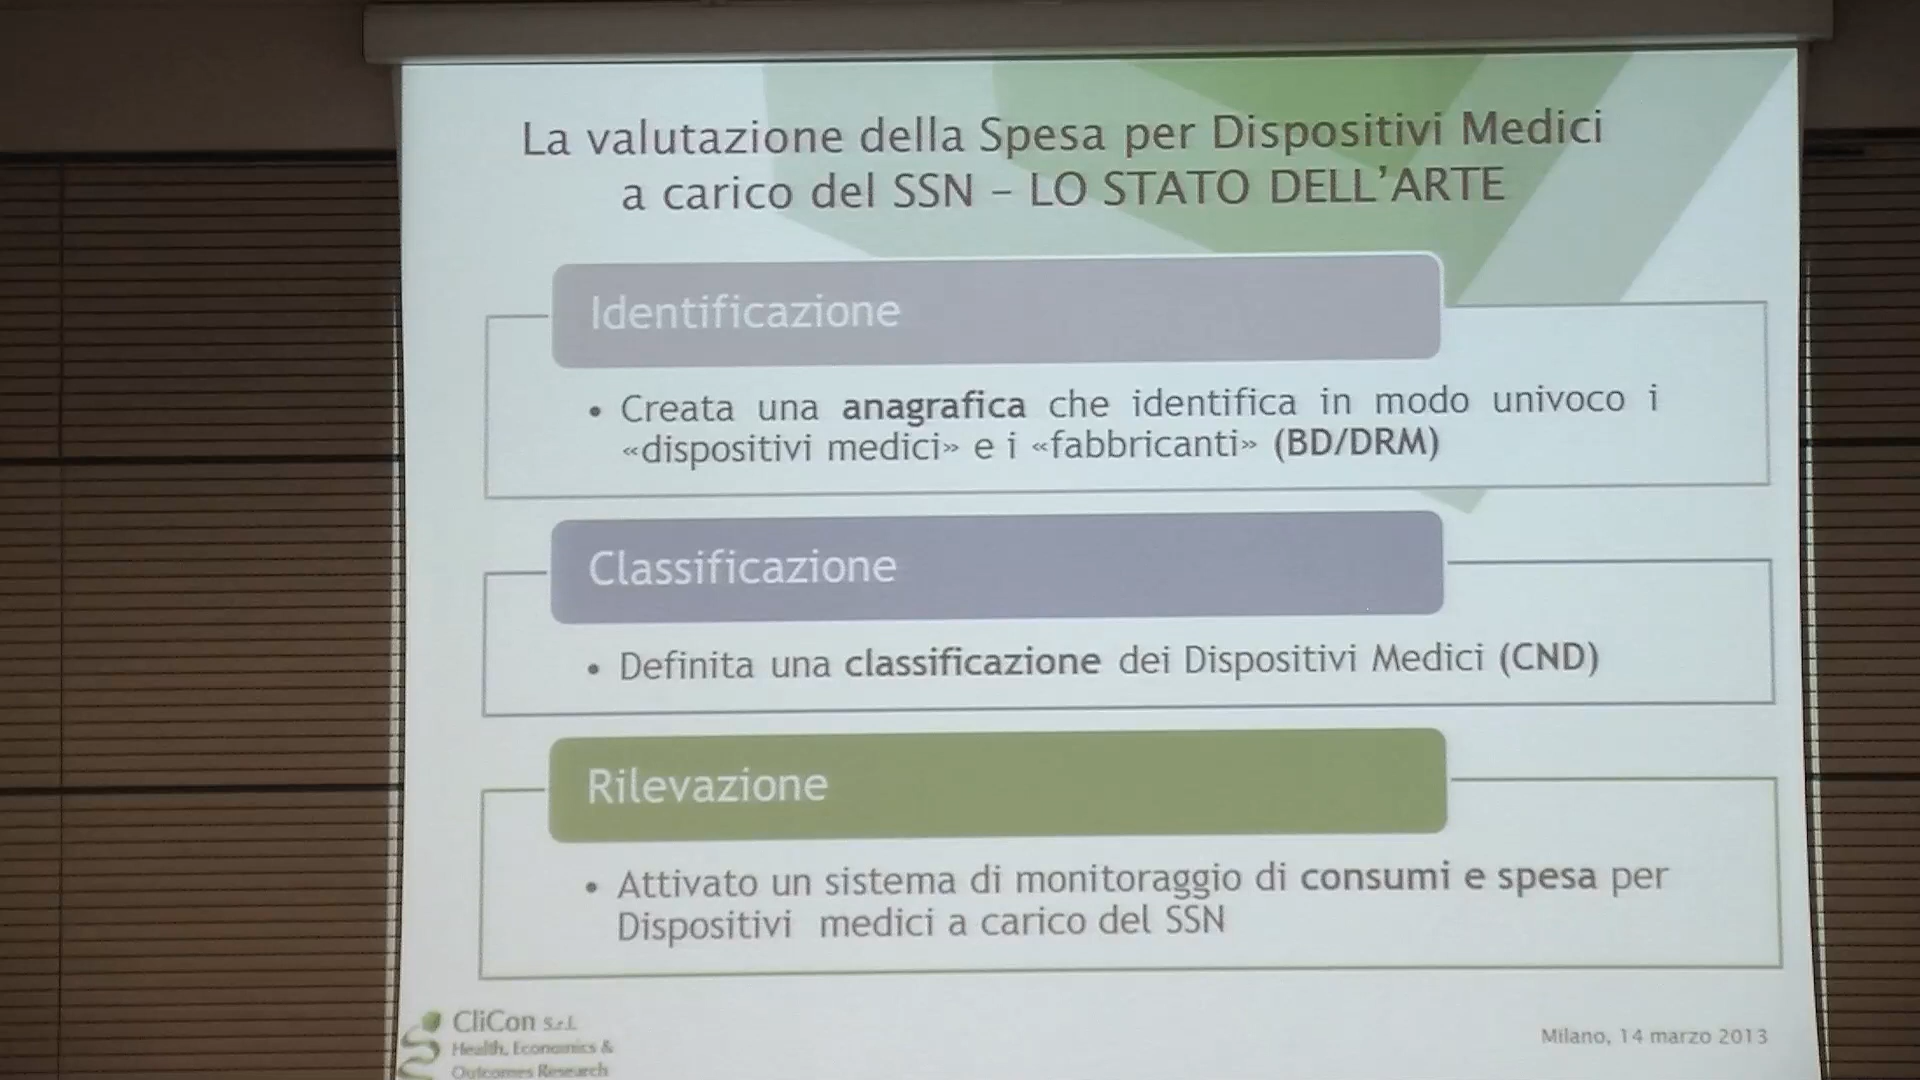 La valutazione della Spesa per Dispositivi Medici
a carico del SSN – LO STATO DELL'ARTE
Identificazione
• Creata una anagrafica che identifica in modo univoco i
«dispositivi medici» e i «fabbricanti» (BD/DRM)
Classificazione
• Definita una classificazione dei Dispositivi Medici (CND)
Rilevazione
• Attivato un sistema di monitoraggio di consumi e spesa per
Dispositivi medici a carico del SSN
CliCon S.r.l.
Health, Economics &
Outcomes Research
Milano, 14 marzo 2013